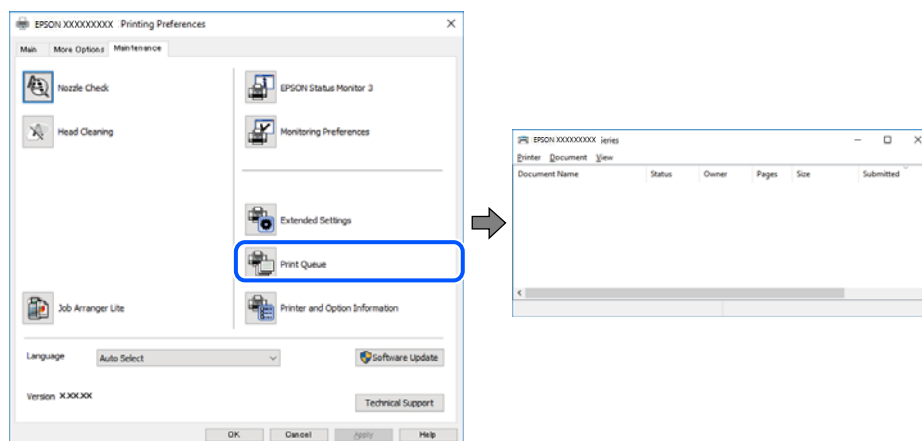 EPSON XXXXXXXXX Printing Preferences
Main More Options Maintenance
Nozzle Check
EPSON Status Monitor 3
Head Cleaning
Monitoring Preferences
Extended Settings
Print Queue
Job Arranger Lite
Printer and Option Information
Language
Auto Select
Software Update
Version X.XX.XX
Technical Support
OK Cancel Apply Help
EPSON XXXXXXXXX ieries
Printer Document View
Document Name Status Owner Pages Size Submitted